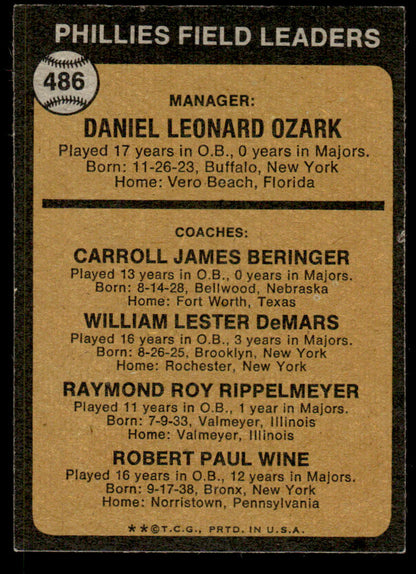 PHILLIES FIELD LEADERS
486
MANAGER:
DANIEL LEONARD OZARK
Played 17 years in O.B., 0 years in Majors.
Born: 11-26-23, Buffalo, New York
Home: Vero Beach, Florida
COACHES:
CARROLL JAMES BERINGER
Played 13 years in O.B., 0 years in Majors.
Born: 8-14-28, Bellwood, Nebraska
Home: Fort Worth, Texas
WILLIAM LESTER DeMARS
Played 16 years in O.B., 3 years in Majors.
Born: 8-26-25, Brooklyn, New York
Home: Rochester, New York
RAYMOND ROY RIPPELMEYER
Played 11 years in O.B., 1 year in Majors.
Born: 7-9-33, Valmeyer, Illinois
Home: Valmeyer, Illinois
ROBERT PAUL WINE
Played 16 years in O.B., 12 years in Majors.
Born: 9-17-38, Bronx, New York
Home: Norristown, Pennsylvania
**©T.C.G., PRTD. IN U.S.A.